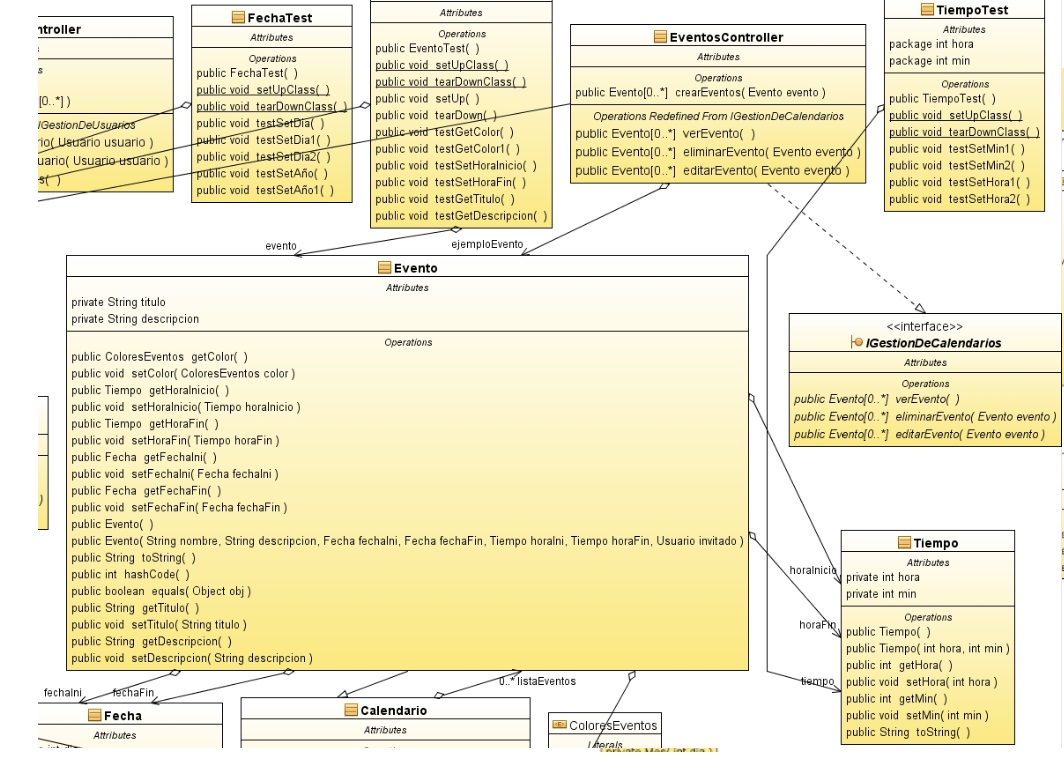 ntroller
s
[0..*] )
IGestionDeUsuarios
rio( Usuario usuario )
uario( Usuario usuario )
s( )
FechaTest
Attributes
Operations
public FechaTest( )
public void setUpClass( )
public void tearDownClass( )
public void testSetDia( )
public void testSetDia1( )
public void testSetDia2( )
public void testSetAño( )
public void testSetAño1( )
Attributes
Operations
public EventoTest( )
public void setUpClass( )
public void tearDownClass( )
public void setUp( )
public void tearDown( )
public void testGetColor( )
public void testGetColor1( )
public void testSetHoraInicio( )
public void testSetHoraFin( )
public void testGetTitulo( )
public void testGetDescripcion( )
EventosController
Attributes
Operations
public Evento[0..*] crearEventos( Evento evento )
Operations Redefined From IGestionDeCalendarios
public Evento[0..*] verEvento( )
public Evento[0..*] eliminarEvento( Evento evento )
public Evento[0..*] editarEvento( Evento evento )
TiempoTest
Attributes
package int hora
package int min
Operations
public TiempoTest( )
public void setUpClass( )
public void tearDownClass( )
public void testSetMin1( )
public void testSetMin2( )
public void testSetHora1( )
public void testSetHora2( )
evento
ejemploEvento
Evento
Attributes
private String titulo
private String descripcion
Operations
public ColoresEventos getColor( )
public void setColor( ColoresEventos color )
public Tiempo getHoraInicio( )
public void setHoraInicio( Tiempo horaInicio )
public Tiempo getHoraFin( )
public void setHoraFin( Tiempo horaFin )
public Fecha getFechaIni( )
public void setFechaIni( Fecha fechaIni )
public Fecha getFechaFin( )
public void setFechaFin( Fecha fechaFin )
public Evento( )
public Evento( String nombre, String descripcion, Fecha fechaIni, Fecha fechaFin, Tiempo horaIni, Tiempo horaFin, Usuario invitado )
public String toString( )
public int hashCode( )
public boolean equals( Object obj )
public String getTitulo( )
public void setTitulo( String titulo )
public String getDescripcion( )
public void setDescripcion( String descripcion )
<<interface>>
IGestionDeCalendarios
Attributes
Operations
public Evento[0..*] verEvento( )
public Evento[0..*] eliminarEvento( Evento evento )
public Evento[0..*] editarEvento( Evento evento )
)
horaInicio
horaFin
tiempo
Tiempo
Attributes
private int hora
private int min
Operations
public Tiempo( )
public Tiempo( int hora, int min )
public int getHora( )
public void setHora( int hora )
public int getMin( )
public void setMin( int min )
public String toString( )
fechaIni
fechaFin
0..* listaEventos
Fecha
Attributes
Calendario
Attributes
ColoresEventos
Literals
private Mes( int dia )